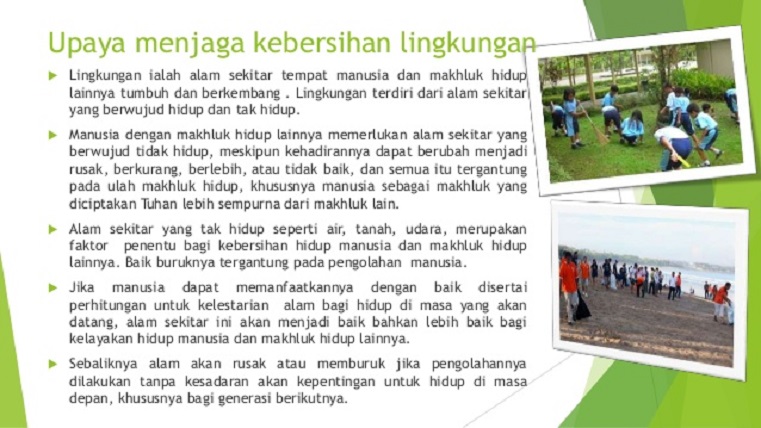 Upaya menjaga kebersihan lingkungan
Lingkungan ialah alam sekitar tempat manusia dan makhluk hidup
lainnya tumbuh dan berkembang . Lingkungan terdiri dari alam sekitar
yang berwujud hidup dan tak hidup.
Manusia dengan makhluk hidup lainnya memerlukan alam sekitar yang
berwujud tidak hidup, meskipun kehadirannya dapat berubah menjadi
rusak, berkurang, berlebih, atau tidak baik, dan semua itu tergantung
pada ulah makhluk hidup, khususnya manusia sebagai makhluk yang
diciptakan Tuhan lebih sempurna dari makhluk lain.
Alam sekitar yang tak hidup seperti air, tanah, udara, merupakan
faktor penentu bagi kebersihan hidup manusia dan makhluk hidup
lainnya. Baik buruknya tergantung pada pengolahan manusia.
Jika manusia dapat memanfaatkannya dengan baik disertai
perhitungan untuk kelestarian alam bagi hidup di masa yang akan
datang, alam sekitar ini akan menjadi baik bahkan lebih baik bagi
kelayakan hidup manusia dan makhluk hidup lainnya.
Sebaliknya alam akan rusak atau memburuk jika pengolahannya
dilakukan tanpa kesadaran akan kepentingan untuk hidup di masa
depan, khususnya bagi generasi berikutnya.